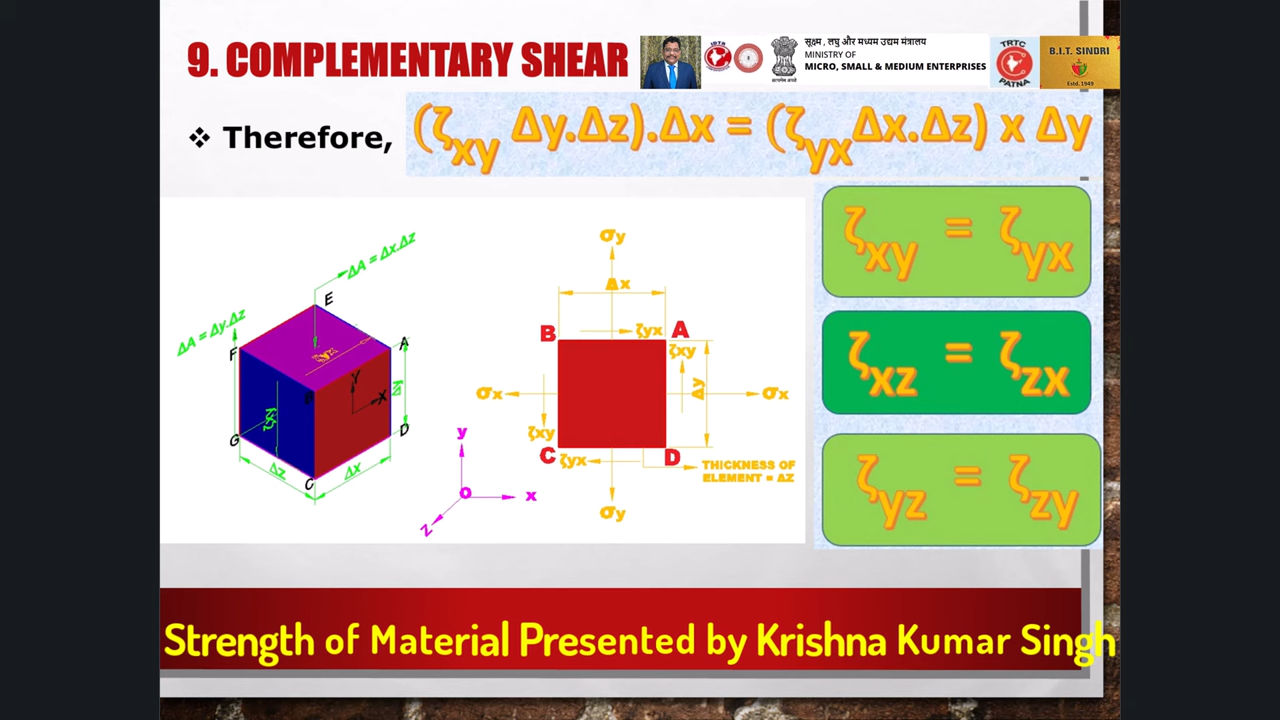 9. COMPLEMENTARY SHEAR
सूक्ष्म , लघु और मध्यम उद्यम मंत्रालय
MINISTRY OF
MICRO, SMALL & MEDIUM ENTERPRISES
TRTC
PATNA
B.I.T. SINDRI
Estd. 1949
❖ Therefore, (ζxy Δy.Δz).Δx = (ζyx Δx.Δz) x Δy
ζxy = ζyx
ζxz = ζzx
ζyz = ζzy
ΔA = Δx.Δz
ΔA = Δy.Δz
E
F
A
B
Y
X
G
D
C
Δz
Δx
σy
Δx
B
ζyx
A
ζxy
Δy
σx
σx
ζxy
C
ζyx
D
THICKNESS OF
ELEMENT = ΔZ
σy
y
O
x
Z
Strength of Material Presented by Krishna Kumar Singh